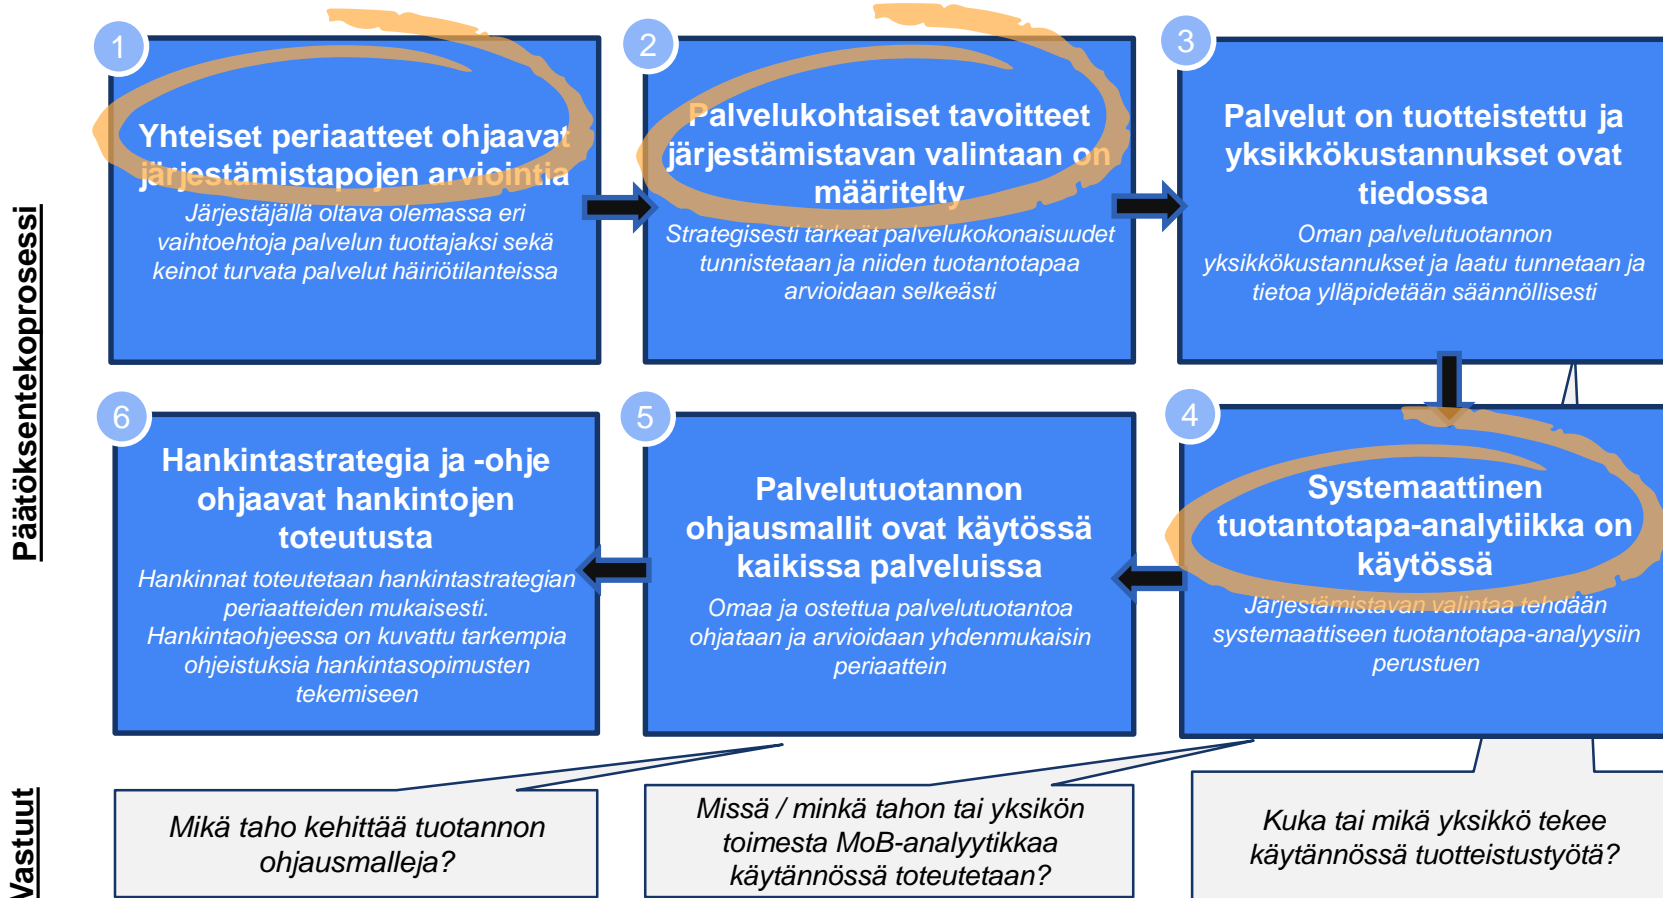 Päätöksentekoprosessi
1
Yhteiset periaatteet ohjaavat
järjestämistapojen arviointia
Järjestäjällä oltava olemassa eri
vaihtoehtoja palvelun tuottajaksi sekä
keinot turvata palvelut häiriötilanteissa
2
Palvelukohtaiset tavoitteet
järjestämistavan valintaan on
määritelty
Strategisesti tärkeät palvelukokonaisuudet
tunnistetaan ja niiden tuotantotapaa
arvioidaan selkeästi
3
Palvelut on tuotteistettu ja
yksikkökustannukset ovat
tiedossa
Oman palvelutuotannon
yksikkökustannukset ja laatu tunnetaan ja
tietoa ylläpidetään säännöllisesti
4
Systemaattinen
tuotantotapa-analytiikka on
käytössä
Järjestämistavan valintaa tehdään
systemaattiseen tuotantotapa-analyysiin
perustuen
5
Palvelutuotannon
ohjausmallit ovat käytössä
kaikissa palveluissa
Omaa ja ostettua palvelutuotantoa
ohjataan ja arvioidaan yhdenmukaisin
periaattein
6
Hankintastrategia ja -ohje
ohjaavat hankintojen
toteutusta
Hankinnat toteutetaan hankintastrategian
periaatteiden mukaisesti.
Hankintaohjeessa on kuvattu tarkempia
ohjeistuksia hankintasopimusten
tekemiseen
Vastuut
Mikä taho kehittää tuotannon
ohjausmalleja?
Missä / minkä tahon tai yksikön
toimesta MoB-analyytikkaa
käytännössä toteutetaan?
Kuka tai mikä yksikkö tekee
käytännössä tuotteistustyötä?